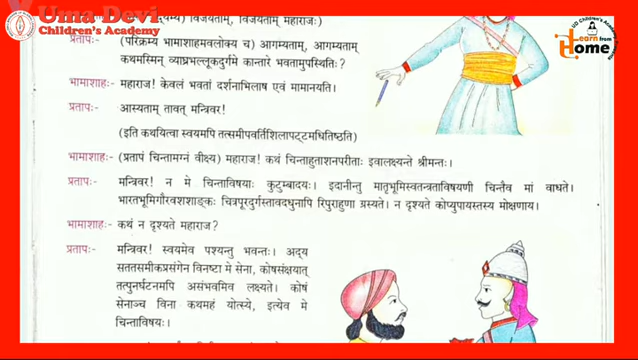 Uma Devi
Children's Academy
UD Children's Academy
Learn from
Home
विजयताम्, विजयताम् महाराजः)
प्रतापः- (परिक्रम्य भामाशाहमवलोक्य च) आगम्यताम्, आगम्यताम्
कथमस्मिन् व्याघ्रभल्लूकदुर्गमे कान्तारे भवतामुपस्थितिः?
भामाशाहः- महाराज! केवलं भवतां दर्शनाभिलाष एवं मामानयति।
प्रतापः- आस्यताम् तावत् मन्त्रिवर!
(इति कथयित्वा स्वयमपि तत्समीपवर्तिशिलापट्टमधितिष्ठति)
भामाशाहः- (प्रतापं चिन्तामग्नं वीक्ष्य) महाराज! कथं चिन्ताहुताशनपरीताः इवालक्ष्यन्ते श्रीमन्तः।
प्रतापः- मन्त्रिवर! न मे चिन्ताविषयाः कुटुम्बादयः। इदानीन्तु मातृभूमिस्वतन्त्रताविषयणी चिन्तैव मां वाधते।
भारतभूमिगौरवशशाङ्कः चित्रपूरदुर्गस्तावदधुनापि रिपुराहुणा ग्रस्यते। न दृश्यते कोप्युपायस्तस्य मोक्षणाय।
भामाशाहः- कथं न दृश्यते महाराज?
प्रतापः- मन्त्रिवर! स्वयमेव पश्यन्तु भवन्तः। अद्य
सततसमीकप्रसंगेन विनष्टा मे सेना, कोषसंक्षयात्
तत्पुनर्घटनमपि असंभवमिव लक्ष्यते। कोषं
सेनाञ्च विना कथमहं योत्स्ये, इत्येव मे
चिन्ताविषयः।